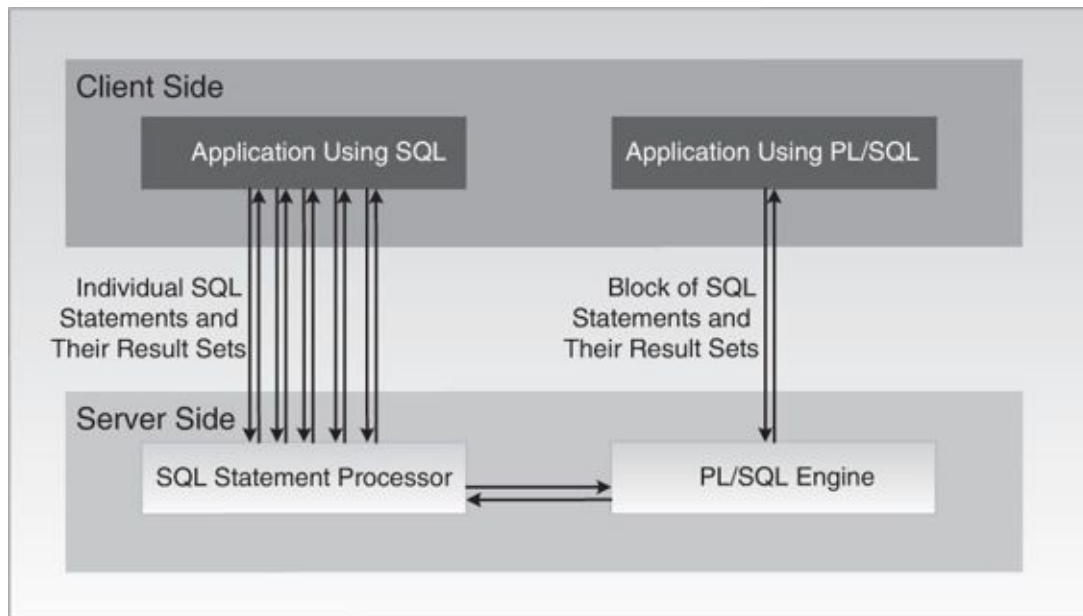 Client Side
Application Using SQL
Application Using PL/SQL
Individual SQL
Statements and
Their Result Sets
Block of SQL
Statements and
Their Result Sets
Server Side
SQL Statement Processor
PL/SQL Engine